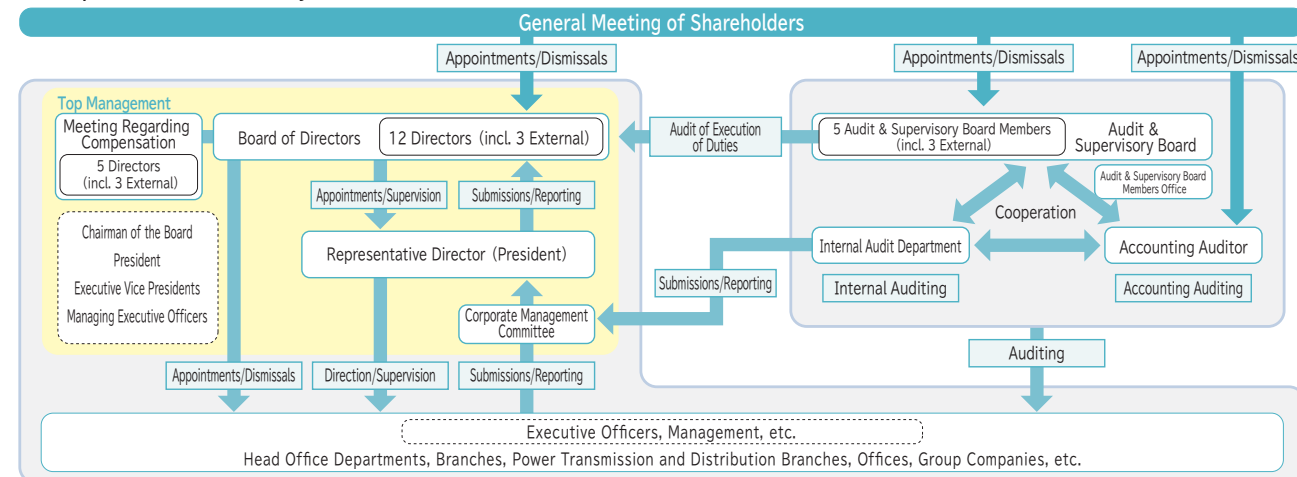 General Meeting of Shareholders
Appointments/Dismissals
Appointments/Dismissals
Appointments/Dismissals
Top Management
Meeting Regarding
Compensation
5 Directors
(incl. 3 External)
Board of Directors
12 Directors (incl. 3 External)
Audit of Execution
of Duties
5 Audit & Supervisory Board Members
(incl. 3 External)
Audit &
Supervisory Board
Audit & Supervisory Board
Members Office
Appointments/Supervision
Submissions/Reporting
Cooperation
Chairman of the Board
President
Executive Vice Presidents
Managing Executive Officers
Representative Director (President)
Internal Audit Department
Accounting Auditor
Submissions/Reporting
Internal Auditing
Accounting Auditing
Corporate Management
Committee
Auditing
Appointments/Dismissals
Direction/Supervision
Submissions/Reporting
Executive Officers, Management, etc.
Head Office Departments, Branches, Power Transmission and Distribution Branches, Offices, Group Companies, etc.